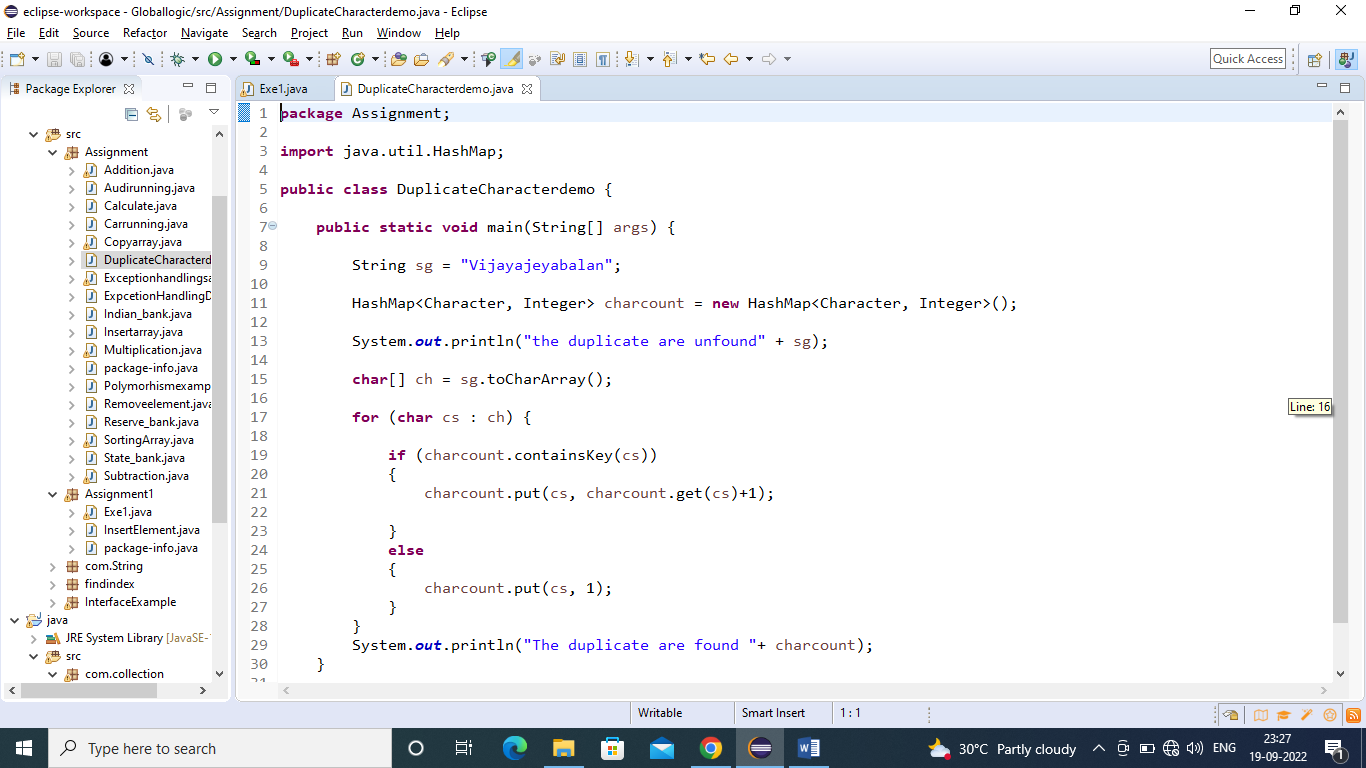 eclipse-workspace - Globallogic/src/Assignment/DuplicateCharacterdemo.java - Eclipse
File Edit Source Refactor Navigate Search Project Run Window Help
Quick Access
Package Explorer
Exe1.java DuplicateCharacterdemo.java
src
Assignment
Addition.java
Audirunning.java
Calculate.java
Carrunning.java
Copyarray.java
DuplicateCharacterd
Exceptionhandlingsa
ExpcetionHandlingD
Indian_bank.java
Insertarray.java
Multiplication.java
package-info.java
Polymorhismexamp
Removeelement.java
Reserve_bank.java
SortingArray.java
State_bank.java
Subtraction.java
Assignment1
Exe1.java
InsertElement.java
package-info.java
com.String
findindex
InterfaceExample
java
JRE System Library [JavaSE-1
src
com.collection
1 package Assignment;
2
3 import java.util.HashMap;
4
5 public class DuplicateCharacterdemo {
6
7 public static void main(String[] args) {
8
9 String sg = "Vijayajeyabalan";
10
11 HashMap<Character, Integer> charcount = new HashMap<Character, Integer>();
12
13 System.out.println("the duplicate are unfound" + sg);
14
15 char[] ch = sg.toCharArray();
16
17 for (char cs : ch) {
18
19 if (charcount.containsKey(cs))
20 {
21 charcount.put(cs, charcount.get(cs)+1);
22
23 }
24 else
25 {
26 charcount.put(cs, 1);
27 }
28 }
29 System.out.println("The duplicate are found "+ charcount);
30 }
31
Line: 16
Writable Smart Insert 1 : 1
Type here to search
30°C Partly cloudy
ENG
23:27
19-09-2022
1